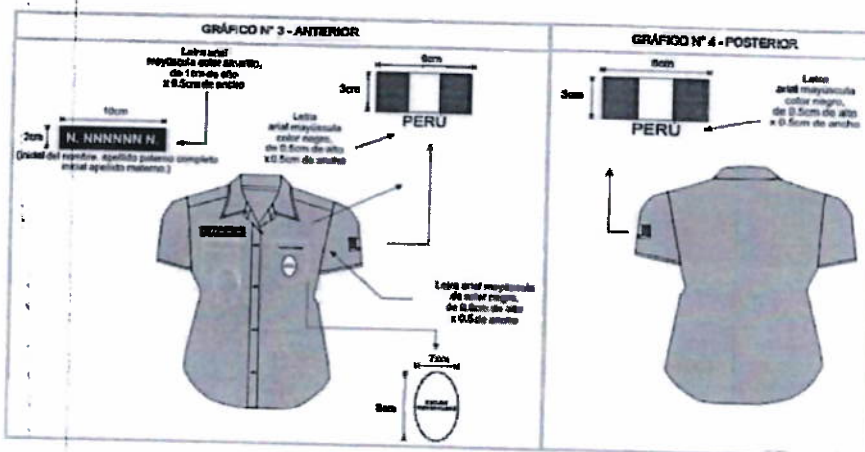 GRÁFICO N° 3 - ANTERIOR
Letra arial
mayúscula color amarillo,
de 1cm de alto
x 0.5cm de ancho
10cm
2cm
N. NNNNNN N.
(inicial del nombre, apellido paterno completo
inicial apellido materno.)
6cm
3cm
PERÚ
Letra
arial mayúscula
color negro,
de 0.5cm de alto
x 0.5cm de ancho
Letra arial mayúscula
de color negro,
de 0.5cm de alto
x 0.5 de ancho
7cm
9cm
GRÁFICO N° 4 - POSTERIOR
6cm
3cm
PERÚ
Letra
arial mayúscula
color negro,
de 0.5cm de alto
x 0.5cm de ancho